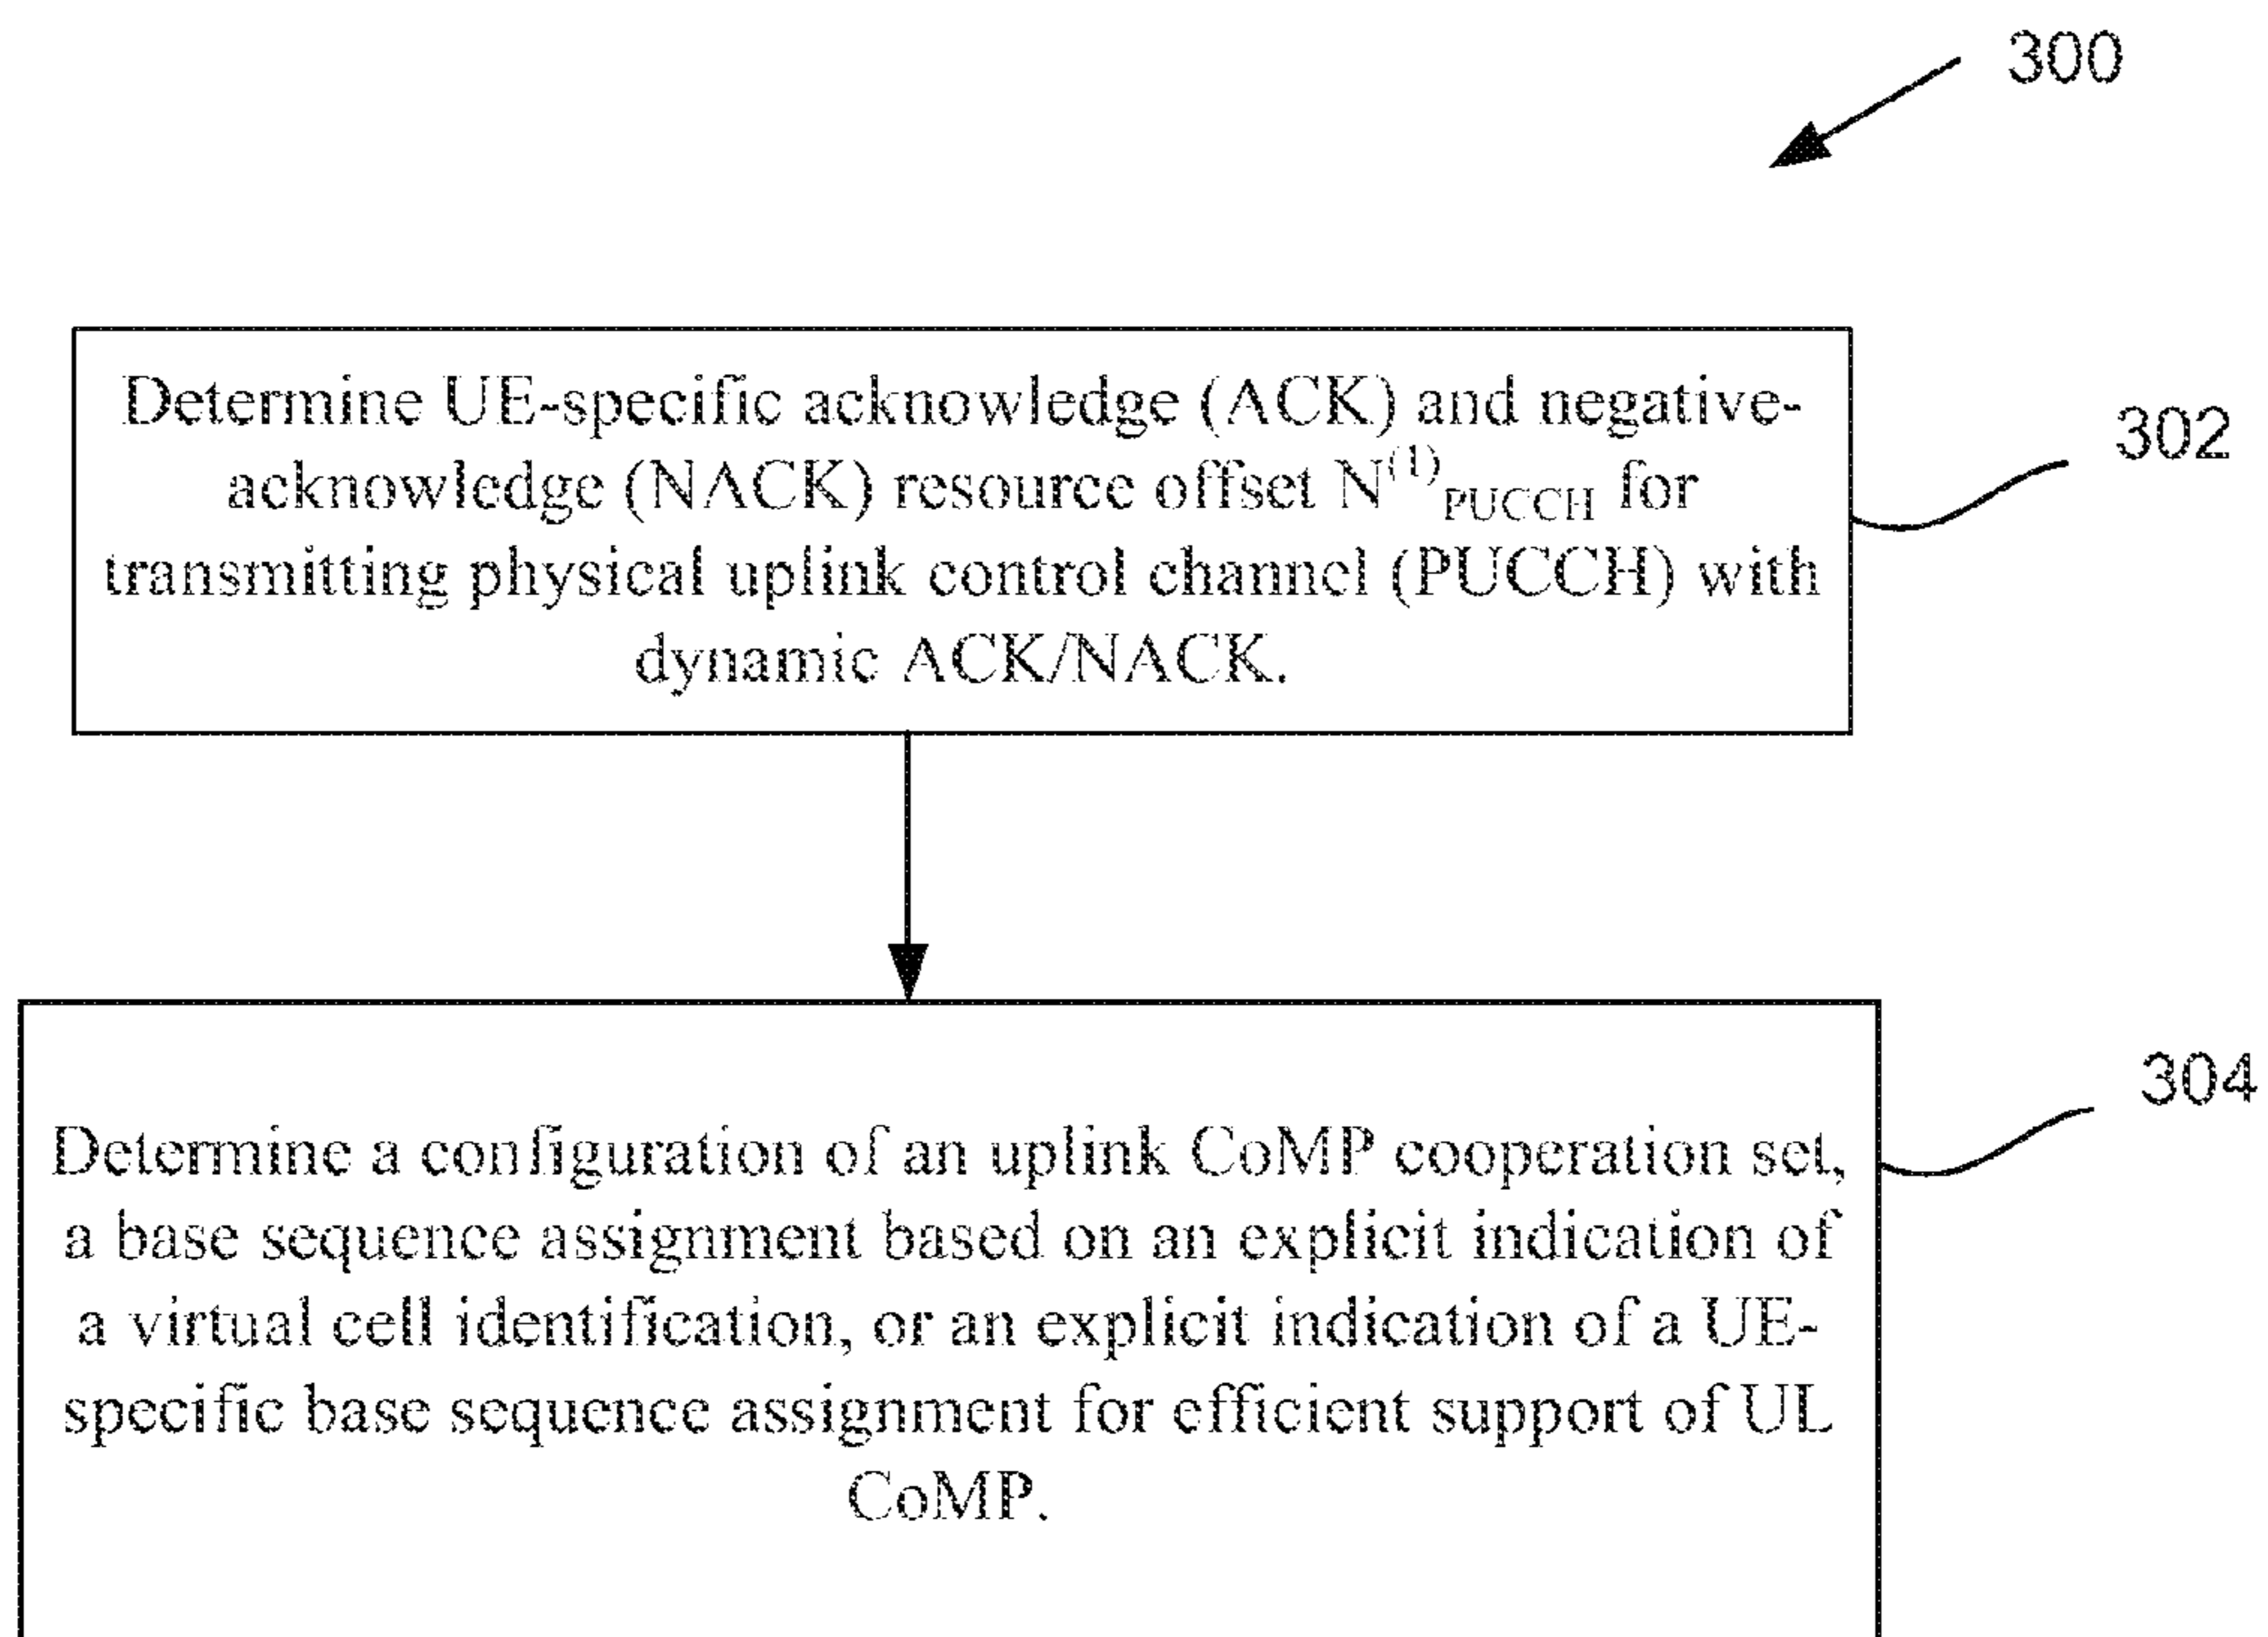 300
Determine UE-specific acknowledge (ACK) and negative-
302
acknowledge (NACK) resource offset N^(1)_PUCCH for
transmitting physical uplink control channel (PUCCH) with
dynamic ACK/NACK.
304
Determine a configuration of an uplink CoMP cooperation set,
a base sequence assignment based on an explicit indication of
a virtual cell identification, or an explicit indication of a UE-
specific base sequence assignment for efficient support of UL
CoMP.